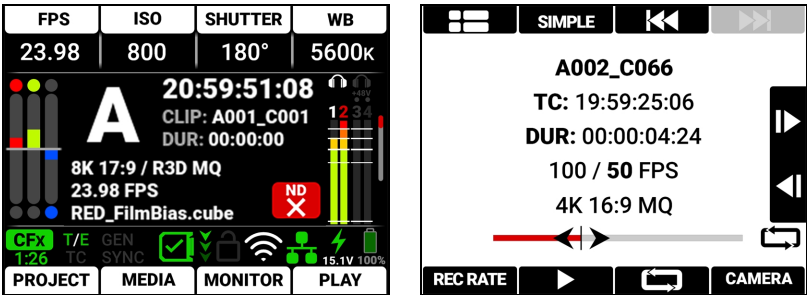 FPS ISO SHUTTER WB
23.98 800 180° 5600K
20:59:51:08
A
CLIP: A001_C001
DUR: 00:00:00
+48V
1 2 3 4
8K 17:9 / R3D MQ
23.98 FPS
RED_FilmBias.cube
ND
CFx T/E GEN
1:26 TC SYNC 15.1V 100%
PROJECT MEDIA MONITOR PLAY
SIMPLE
A002_C066
TC: 19:59:25:06
DUR: 00:00:04:24
100 / 50 FPS
4K 16:9 MQ
REC RATE CAMERA